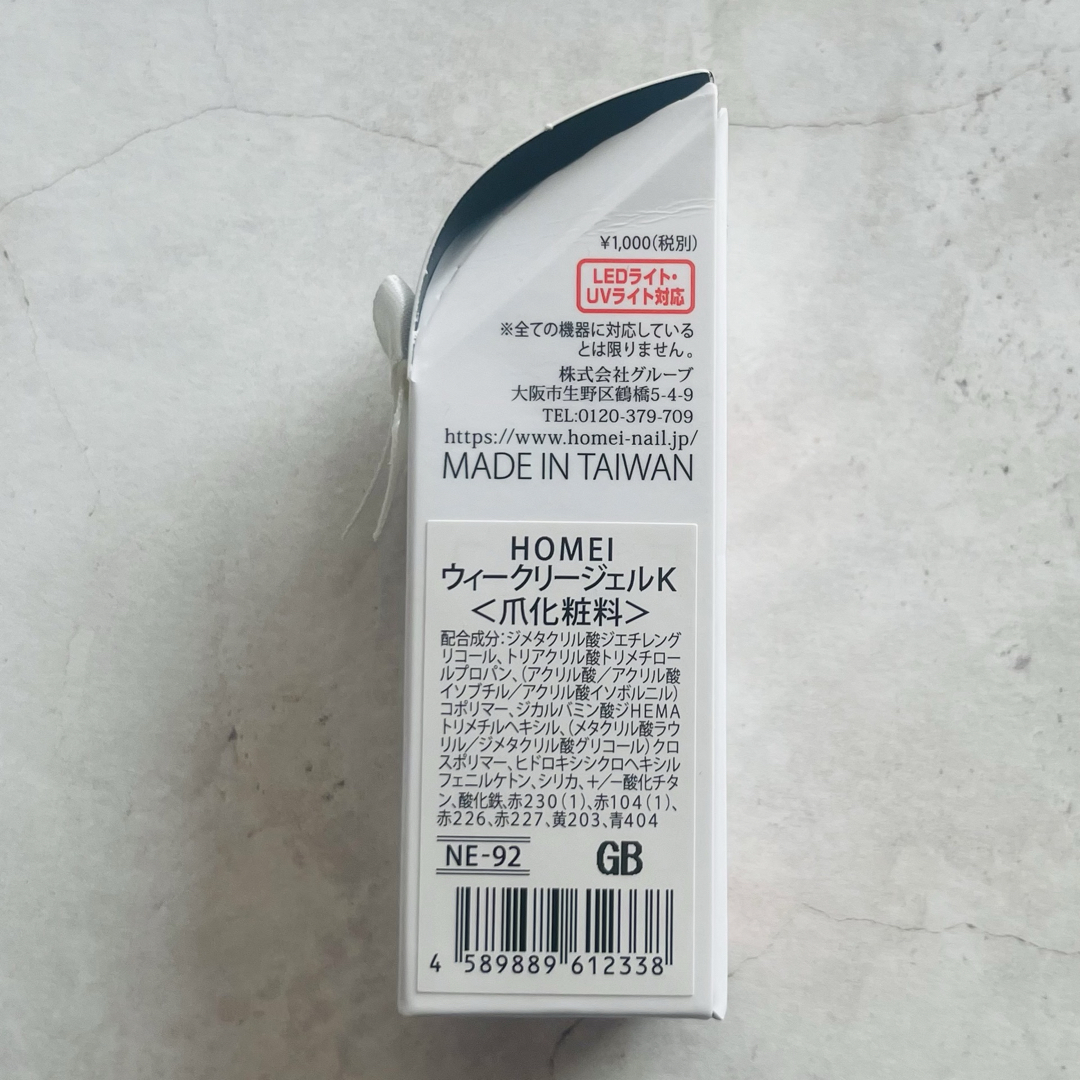 ¥1,000(税別)
LEDライト・
UVライト対応
※全ての機器に対応している
とは限りません。
株式会社グルーブ
大阪市生野区鶴橋5-4-9
TEL:0120-379-709
https://www.homei-nail.jp/
MADE IN TAIWAN
HOMEI
ウィークリージェルK
＜爪化粧料＞
配合成分：ジメタクリル酸ジエチレング
リコール、トリアクリル酸トリメチロー
ルプロパン、(アクリル酸／アクリル酸
イソブチル／アクリル酸イソボルニル)
コポリマー、ジカルバミン酸ジHEMA
トリメチルヘキシル、(メタクリル酸ラウ
リル／ジメタクリル酸グリコール)クロ
スポリマー、ヒドロキシシクロヘキシル
フェニルケトン、シリカ、＋／－酸化チタ
ン、酸化鉄、赤230(1)、赤104(1)、
赤226、赤227、黄203、青404
NE-92 GB
4 589889 612338